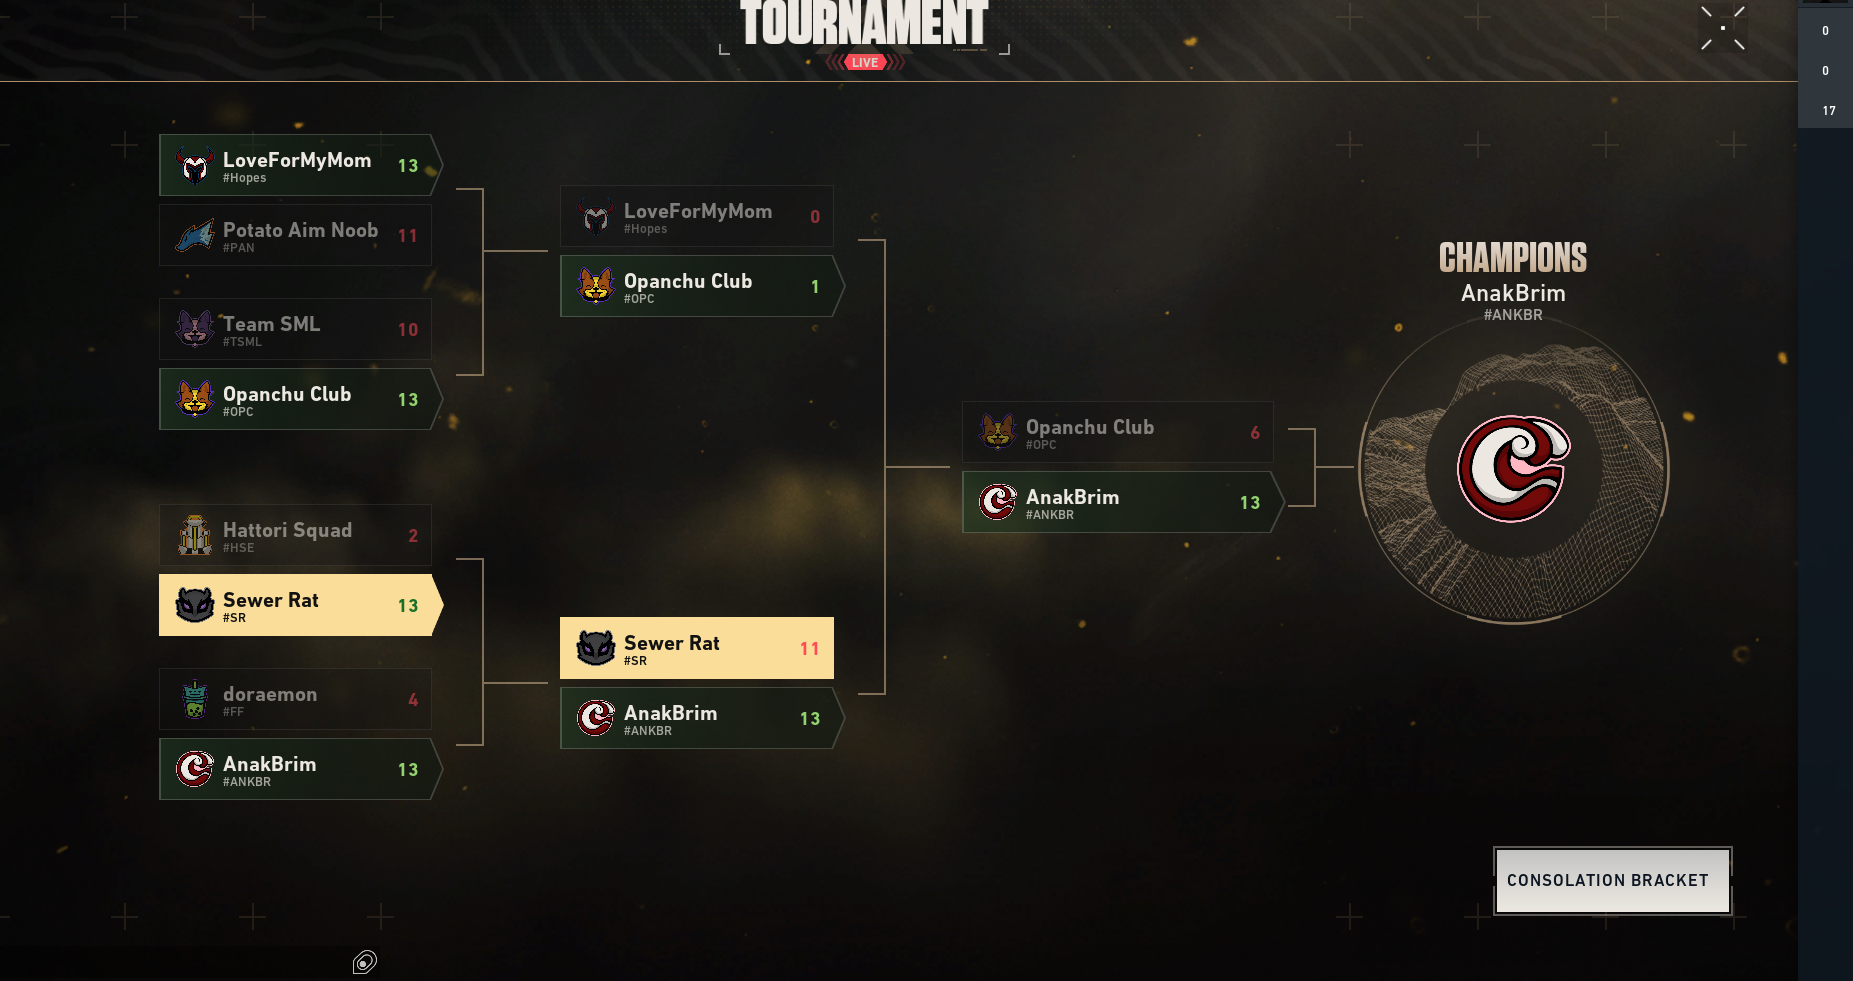 TOURNAMENT
LIVE
0
0
17
LoveForMyMom 13
#Hopes
Potato Aim Noob 11
#PAN
Team SML 10
#TSML
Opanchu Club 13
#OPC
Hattori Squad 2
#HSE
Sewer Rat 13
#SR
doraemon 4
#FF
AnakBrim 13
#ANKBR
LoveForMyMom 0
#Hopes
Opanchu Club 1
#OPC
Sewer Rat 11
#SR
AnakBrim 13
#ANKBR
Opanchu Club 6
#OPC
AnakBrim 13
#ANKBR
CHAMPIONS
AnakBrim
#ANKBR
CONSOLATION BRACKET